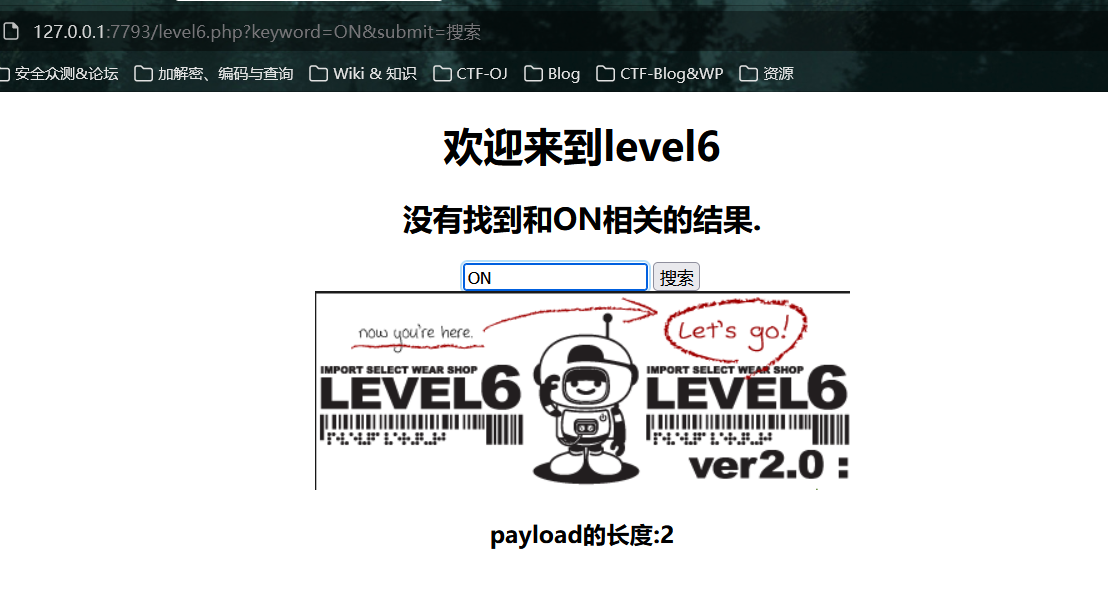 127.0.0.1:7793/level6.php?keyword=ON&submit=搜索
安全众测&论坛 加解密、编码与查询 Wiki & 知识 CTF-OJ Blog CTF-Blog&WP 资源
欢迎来到level6
没有找到和ON相关的结果.
ON 搜索
now you're here. Let's go!
IMPORT SELECT WEAR SHOP IMPORT SELECT WEAR SHOP
LEVEL6 LEVEL6
ver2.0 :
payload的长度:2